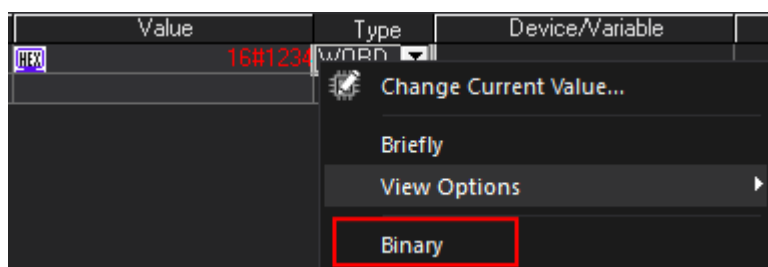 Value Type Device/Variable
HEX 16#1234 WORD
Change Current Value...
Briefly
View Options
Binary